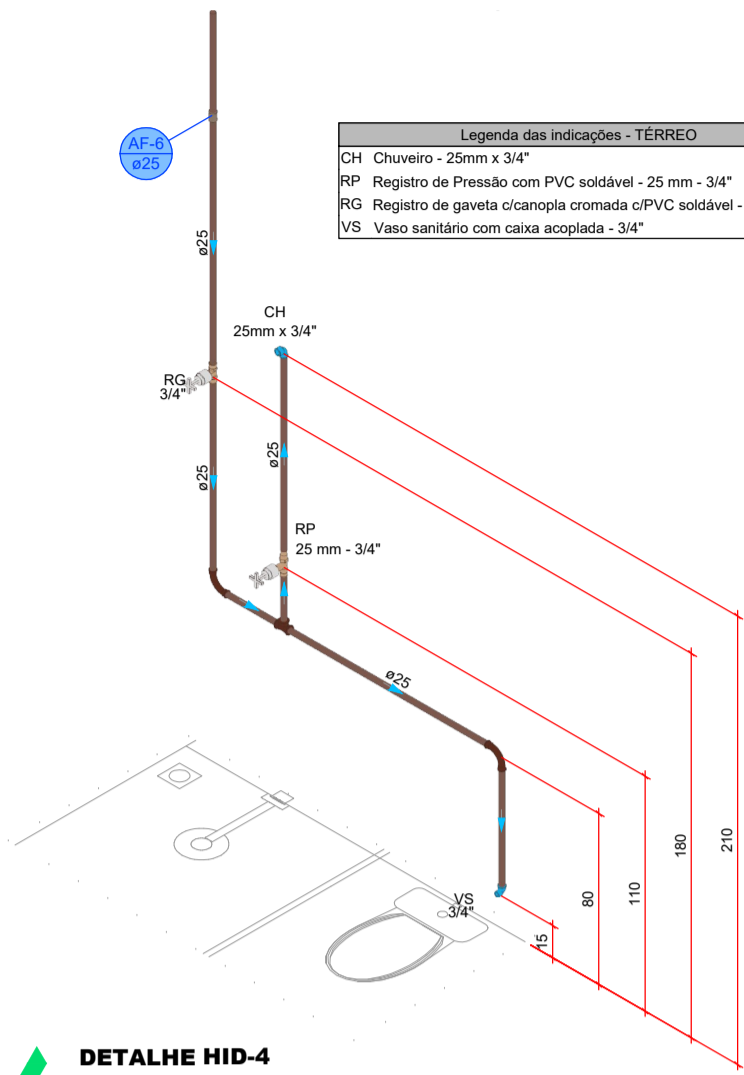 AF-6
ø25
Legenda das indicações - TÉRREO
CH Chuveiro - 25mm x 3/4"
RP Registro de Pressão com PVC soldável - 25 mm - 3/4"
RG Registro de gaveta c/canopla cromada c/PVC soldável -
VS Vaso sanitário com caixa acoplada - 3/4"
ø25
CH
25mm x 3/4"
RG
3/4"
ø25
ø25
RP
25 mm - 3/4"
ø25
VS
3/4"
15
80
110
180
210
DETALHE HID-4